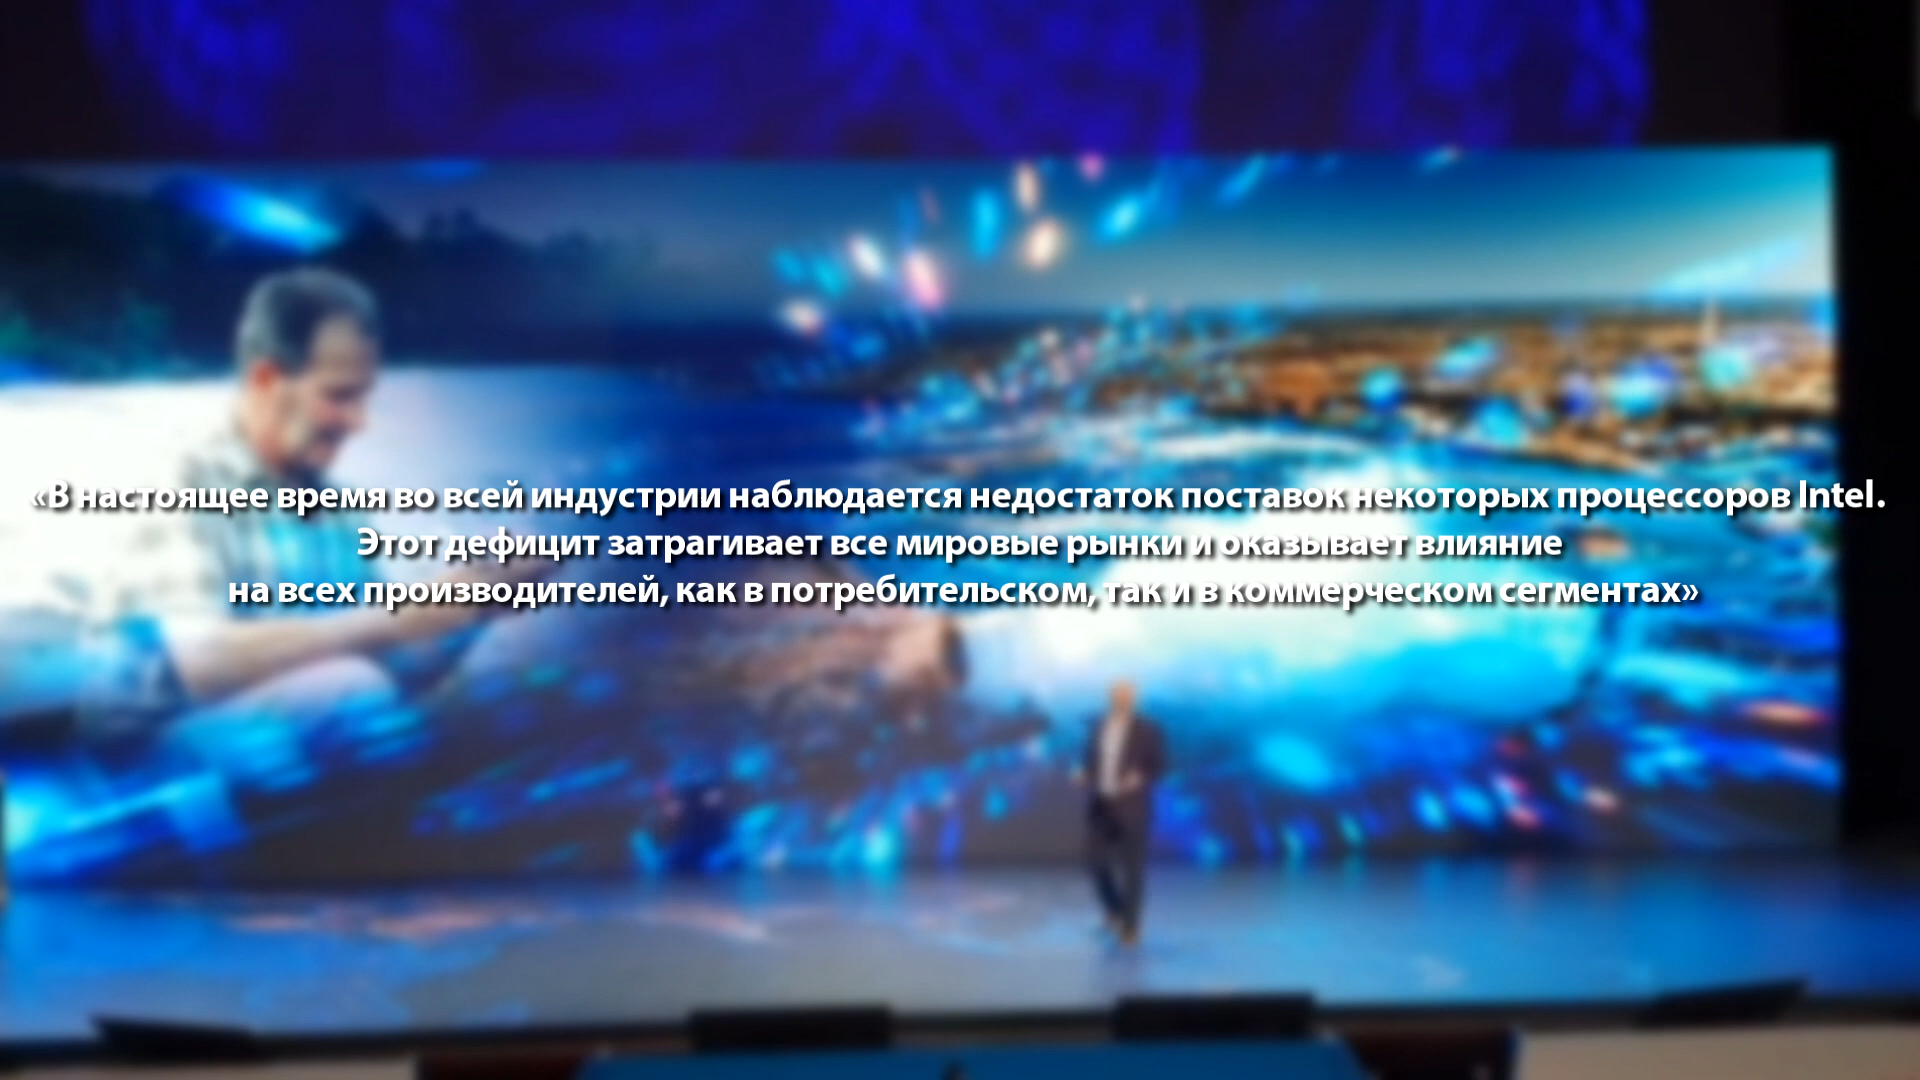 «В настоящее время во всей индустрии наблюдается недостаток поставок некоторых процессоров Intel.
Этот дефицит затрагивает все мировые рынки и оказывает влияние
на всех производителей, как в потребительском, так и в коммерческом сегментах»